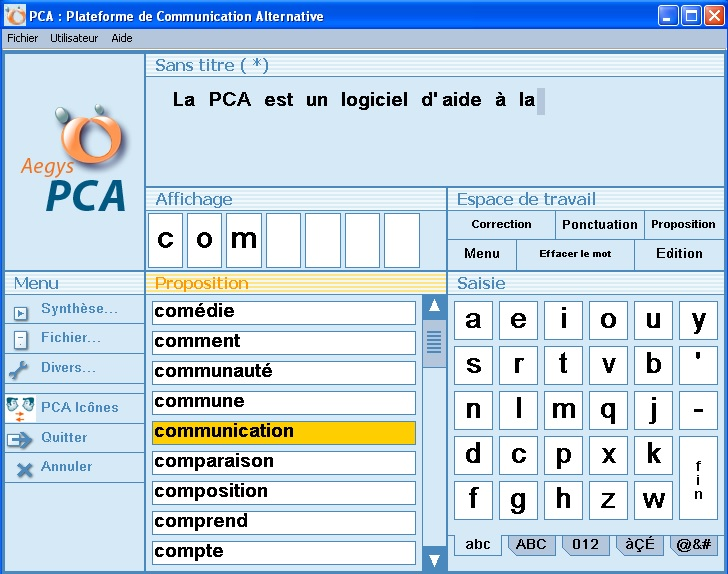 PCA : Plateforme de Communication Alternative
Fichier Utilisateur Aide
Aegys
PCA
Sans titre ( *)
La PCA est un logiciel d'aide à la
Affichage
c o m
Espace de travail
Correction Ponctuation Proposition
Menu Effacer le mot Edition
Menu
Synthèse...
Fichier...
Divers...
PCA Icônes
Quitter
Annuler
Proposition
comédie
comment
communauté
commune
communication
comparaison
composition
comprend
compte
Saisie
a e i o u y
s r t v b '
n l m q j -
d c p x k fin
f g h z w
abc ABC 012 àÇÉ @&#